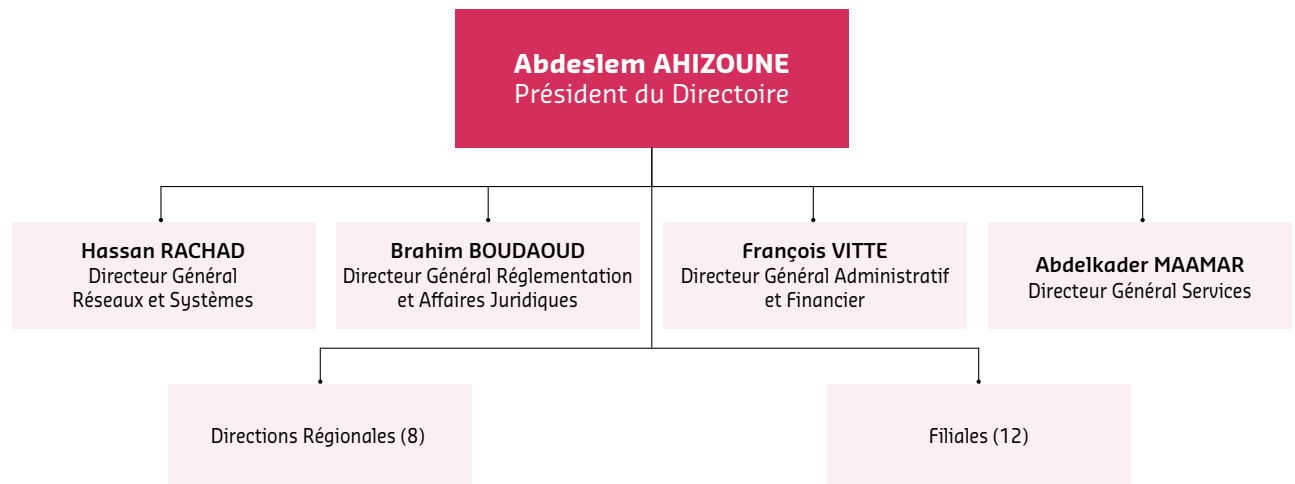 Abdeslem AHIZOUNE
Président du Directoire
Hassan RACHAD
Directeur Général
Réseaux et Systèmes
Brahim BOUDAOUD
Directeur Général Réglementation
et Affaires Juridiques
François VITTE
Directeur Général Administratif
et Financier
Abdelkader MAAMAR
Directeur Général Services
Directions Régionales (8)
Filiales (12)